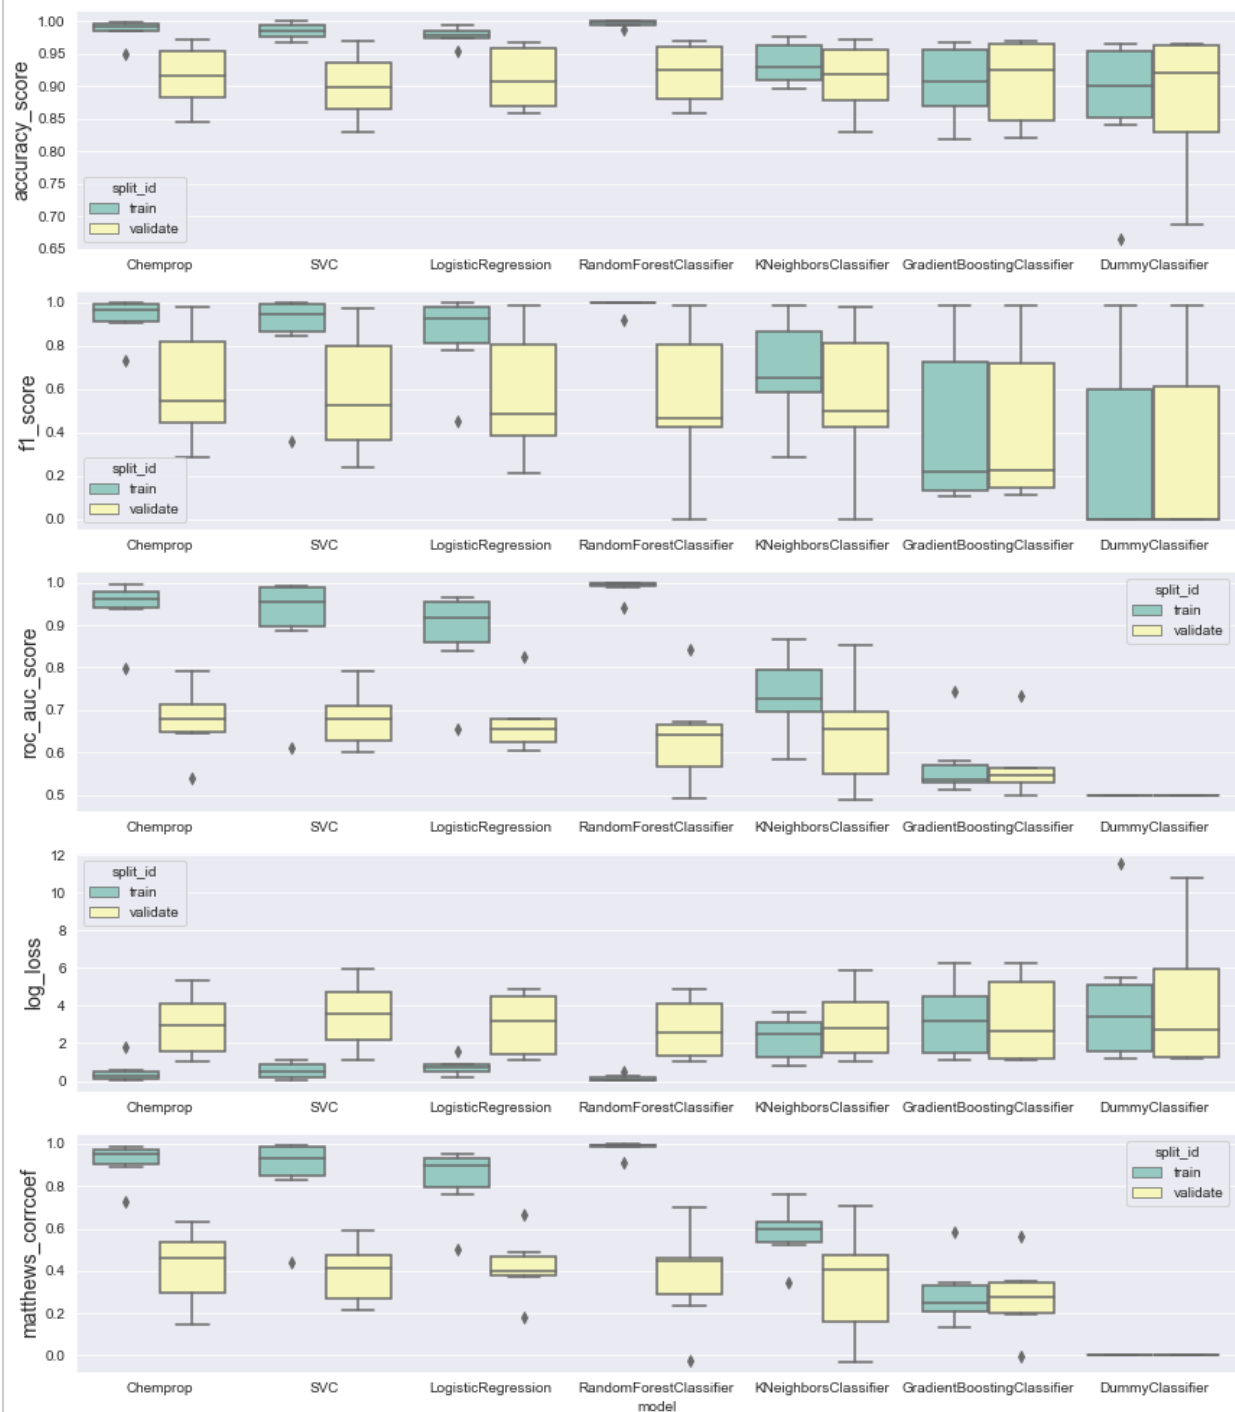 accuracy_score
1.00
0.95
0.90
0.85
0.80
0.75
0.70
0.65
split_id
train
validate
Chemprop SVC LogisticRegression RandomForestClassifier KNeighborsClassifier GradientBoostingClassifier DummyClassifier
f1_score
1.0
0.8
0.6
0.4
0.2
0.0
split_id
train
validate
Chemprop SVC LogisticRegression RandomForestClassifier KNeighborsClassifier GradientBoostingClassifier DummyClassifier
roc_auc_score
1.0
0.9
0.8
0.7
0.6
0.5
split_id
train
validate
Chemprop SVC LogisticRegression RandomForestClassifier KNeighborsClassifier GradientBoostingClassifier DummyClassifier
log_loss
12
10
8
6
4
2
0
split_id
train
validate
Chemprop SVC LogisticRegression RandomForestClassifier KNeighborsClassifier GradientBoostingClassifier DummyClassifier
matthews_corrcoef
1.0
0.8
0.6
0.4
0.2
0.0
split_id
train
validate
Chemprop SVC LogisticRegression RandomForestClassifier KNeighborsClassifier GradientBoostingClassifier DummyClassifier
model